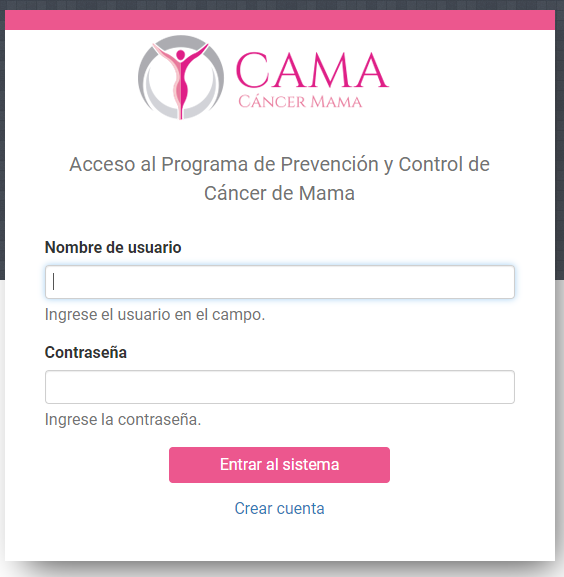 CAMA
CÁNCER MAMA
Acceso al Programa de Prevención y Control de
Cáncer de Mama
Nombre de usuario
Ingrese el usuario en el campo.
Contraseña
Ingrese la contraseña.
Entrar al sistema
Crear cuenta